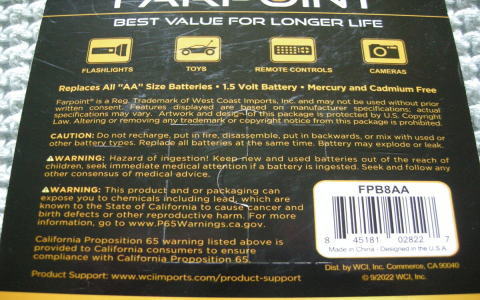 FARPOINT
BEST VALUE FOR LONGER LIFE
FLASHLIGHTS
TOYS
REMOTE CONTROLS
CAMERAS
Replaces All "AA" Size Batteries • 1.5 Volt Battery • Mercury and Cadmium Free
Farpoint® is a Reg. Trademark of West Coast Imports, Inc. and may not be used without prior
written consent. Features displayed are based on manufacturer specifications; actual
specifications may vary. Artwork and design of this package is protected by U.S. Copyright
Law. Altering or removing any trademark or copyright notice from this package is prohibited.
CAUTION: Do not recharge, put in fire, disassemble, put in backwards, or mix with used or
other battery types. Replace all batteries at the same time. Battery may explode or leak.
⚠WARNING: Hazard of ingestion! Keep new and used batteries out of the reach of
children, seek immediate medical attention if a battery is ingested. Seek and follow any
other consensus of medical advice.
⚠WARNING: This product and or packaging can
expose you to chemicals including lead, which are
known to the State of California to cause cancer and
birth defects or other reproductive harm. For more
information, go to www.P65Warnings.ca.gov.
California Proposition 65 warning listed above is
provided to California consumers to ensure
compliance with California Proposition 65.
Product Support: www.wciimports.com/product-support
FPB8AA
8 45181 02822 7
Made in China - Designed in the U.S.A.
Dist. by WCI, Inc. Commerce, CA 90040
© 9/2022 WCI, Inc.